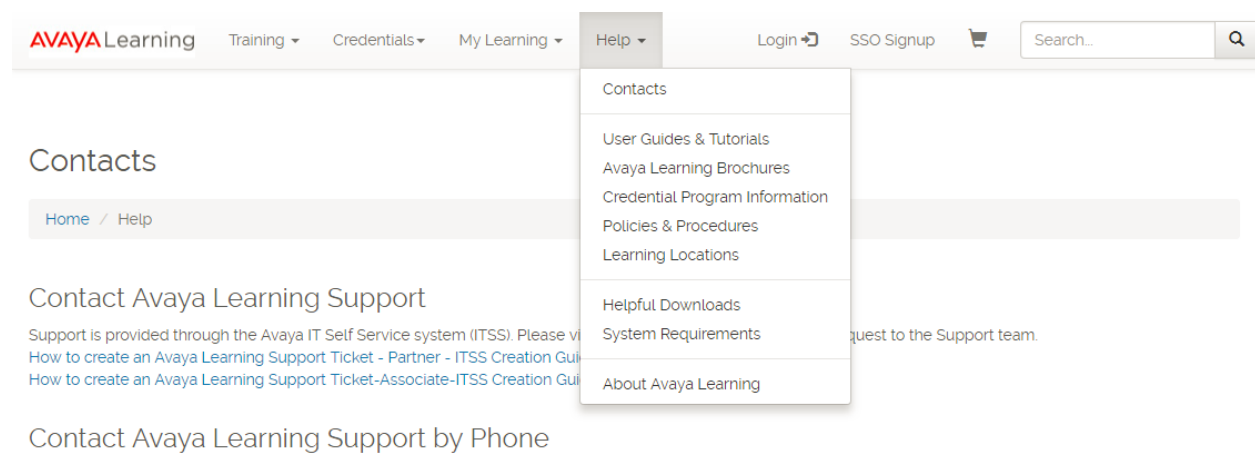 AVAYA Learning Training Credentials My Learning Help Login SSO Signup Search...
Contacts
User Guides & Tutorials
Avaya Learning Brochures
Credential Program Information
Policies & Procedures
Learning Locations
Helpful Downloads
System Requirements
About Avaya Learning
Contacts
Home / Help
Contact Avaya Learning Support
Support is provided through the Avaya IT Self Service system (ITSS). Please to the Support team.
How to create an Avaya Learning Support Ticket - Partner - ITSS Creation
How to create an Avaya Learning Support Ticket-Associate-ITSS Creation
Contact Avaya Learning Support by Phone